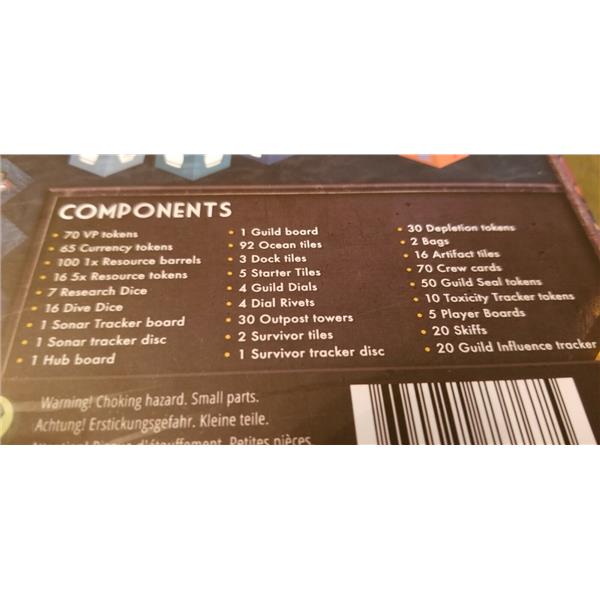 COMPONENTS
• 70 VP tokens
• 65 Currency tokens
• 100 1x Resource barrels
• 16 5x Resource tokens
• 7 Research Dice
• 16 Dive Dice
• 1 Sonar Tracker board
• 1 Sonar tracker disc
• 1 Hub board
• 1 Guild board
• 92 Ocean tiles
• 3 Dock tiles
• 5 Starter Tiles
• 4 Guild Dials
• 4 Dial Rivets
• 30 Outpost towers
• 2 Survivor tiles
• 1 Survivor tracker disc
• 30 Depletion tokens
• 2 Bags
• 16 Artifact tiles
• 70 Crew cards
• 50 Guild Seal tokens
• 10 Toxicity Tracker tokens
• 5 Player Boards
• 20 Skiffs
• 20 Guild Influence tracker
Warning! Choking hazard. Small parts.
Achtung! Erstickungsgefahr. Kleine teile.
Attention! Risque d'étouffement. Petites pièces.